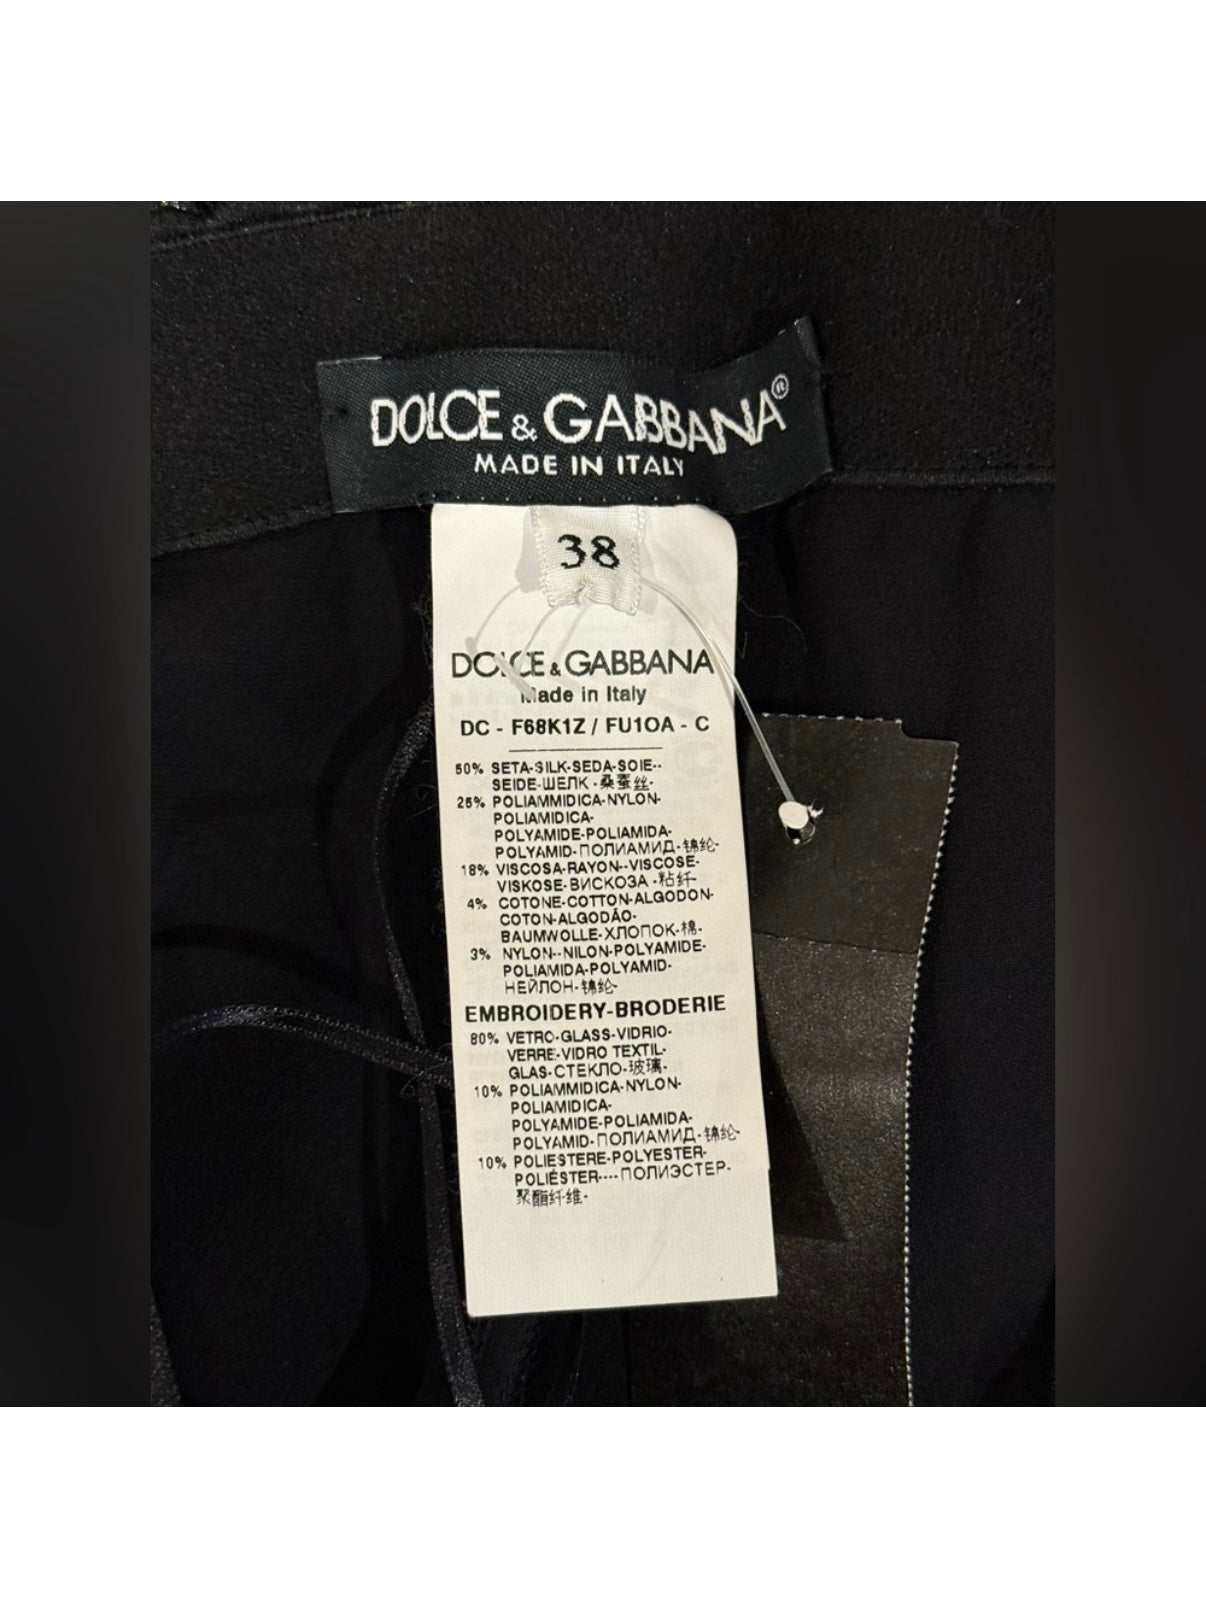 DOLCE & GABBANA®
MADE IN ITALY
38
DOLCE & GABBANA
Made in Italy
DC - F68K1Z / FU1OA - C
50% SETA-SILK-SEDA-SOIE--
SEIDE-ШЕЛК -桑蚕丝-
25% POLIAMMIDICA-NYLON-
POLIAMIDICA-
POLYAMIDE-POLIAMIDA-
POLYAMID-ПОЛИАМИД-锦纶-
18% VISCOSA-RAYON--VISCOSE-
VISKOSE-ВИСКОЗА -粘纤-
4% COTONE-COTTON-ALGODON-
COTON-ALGODÃO-
BAUMWOLLE-ХЛОПОК-棉-
3% NYLON--NILON-POLYAMIDE-
POLIAMIDA-POLYAMID-
НЕЙЛОН-锦纶-
EMBROIDERY-BRODERIE
80% VETRO-GLASS-VIDRIO-
VERRE-VIDRO TEXTIL-
GLAS-СТЕКЛО-玻璃-
10% POLIAMMIDICA-NYLON-
POLIAMIDICA-
POLYAMIDE-POLIAMIDA-
POLYAMID-ПОЛИАМИД-锦纶-
10% POLIESTERE-POLYESTER-
POLIÉSTER----ПОЛИЭСТЕР-
聚酯纤维-